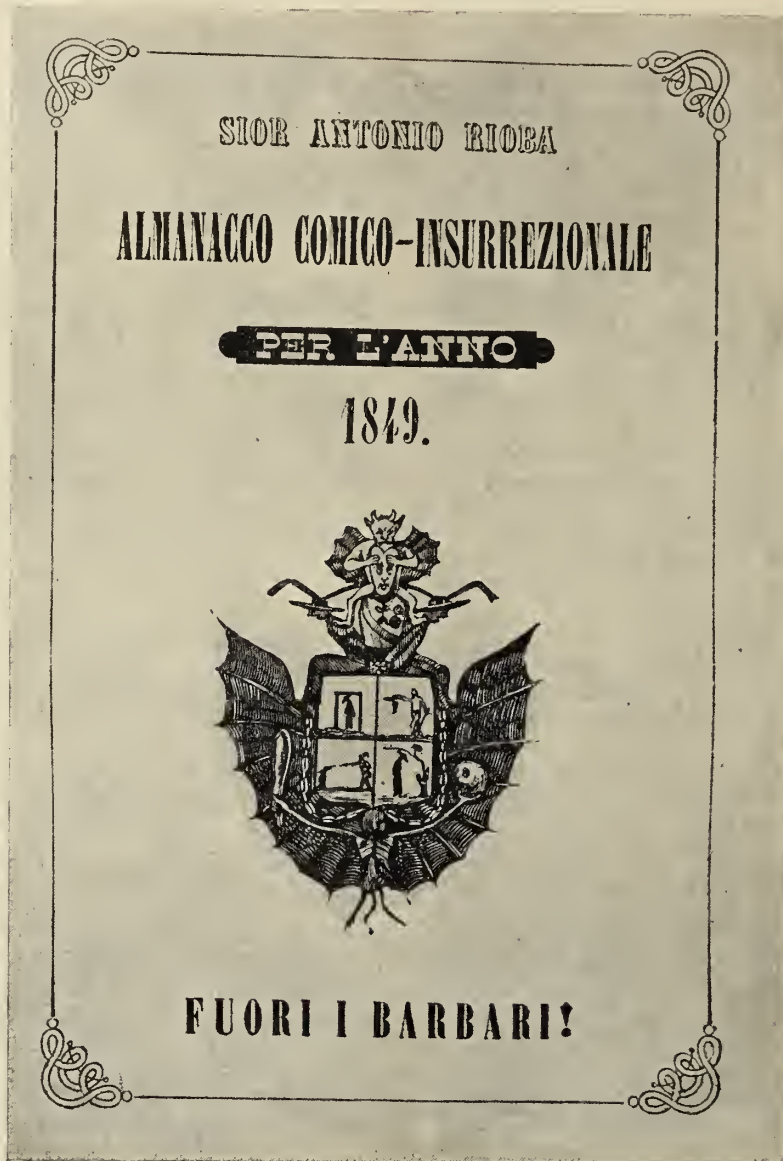 SIOR ANTONIO RIOBA
ALMANACCO COMICO-INSURREZIONALE
PER L'ANNO
1849.
FUORI I BARBARI!